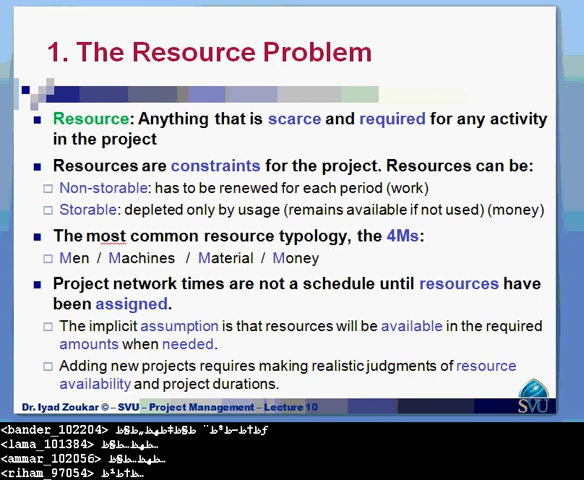 1. The Resource Problem
Resource: Anything that is scarce and required for any activity
in the project
Resources are constraints for the project. Resources can be:
Non-storable: has to be renewed for each period (work)
Storable: depleted only by usage (remains available if not used) (money)
The most common resource typology, the 4Ms:
Men / Machines / Material / Money
Project network times are not a schedule until resources have
been assigned.
The implicit assumption is that resources will be available in the required
amounts when needed.
Adding new projects requires making realistic judgments of resource
availability and project durations.
Dr. Iyad Zoukar © – SVU – Project Management – Lecture 10
SVU
<bander_102204>
<lama_101384>
<ammar_102056>
<riham_97054>